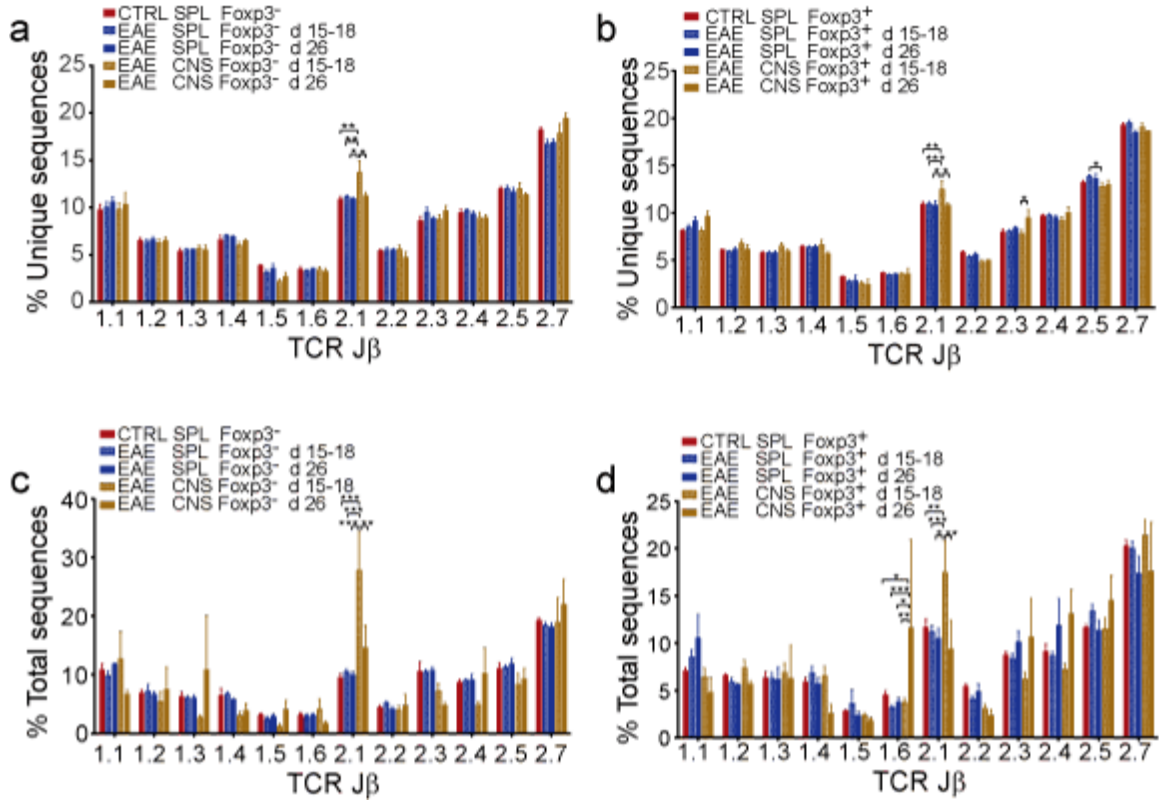 a
CTRL SPL Foxp3⁻
EAE SPL Foxp3⁻ d 15-18
EAE SPL Foxp3⁻ d 26
EAE CNS Foxp3⁻ d 15-18
EAE CNS Foxp3⁻ d 26
% Unique sequences
25
20
15
10
5
0
1.1 1.2 1.3 1.4 1.5 1.6 2.1 2.2 2.3 2.4 2.5 2.7
TCR Jβ
b
CTRL SPL Foxp3⁺
EAE SPL Foxp3⁺ d 15-18
EAE SPL Foxp3⁺ d 26
EAE CNS Foxp3⁺ d 15-18
EAE CNS Foxp3⁺ d 26
% Unique sequences
25
20
15
10
5
0
1.1 1.2 1.3 1.4 1.5 1.6 2.1 2.2 2.3 2.4 2.5 2.7
TCR Jβ
c
CTRL SPL Foxp3⁻
EAE SPL Foxp3⁻ d 15-18
EAE SPL Foxp3⁻ d 26
EAE CNS Foxp3⁻ d 15-18
EAE CNS Foxp3⁻ d 26
% Total sequences
40
30
20
10
0
1.1 1.2 1.3 1.4 1.5 1.6 2.1 2.2 2.3 2.4 2.5 2.7
TCR Jβ
d
CTRL SPL Foxp3⁺
EAE SPL Foxp3⁺ d 15-18
EAE SPL Foxp3⁺ d 26
EAE CNS Foxp3⁺ d 15-18
EAE CNS Foxp3⁺ d 26
% Total sequences
25
20
15
10
5
0
1.1 1.2 1.3 1.4 1.5 1.6 2.1 2.2 2.3 2.4 2.5 2.7
TCR Jβ